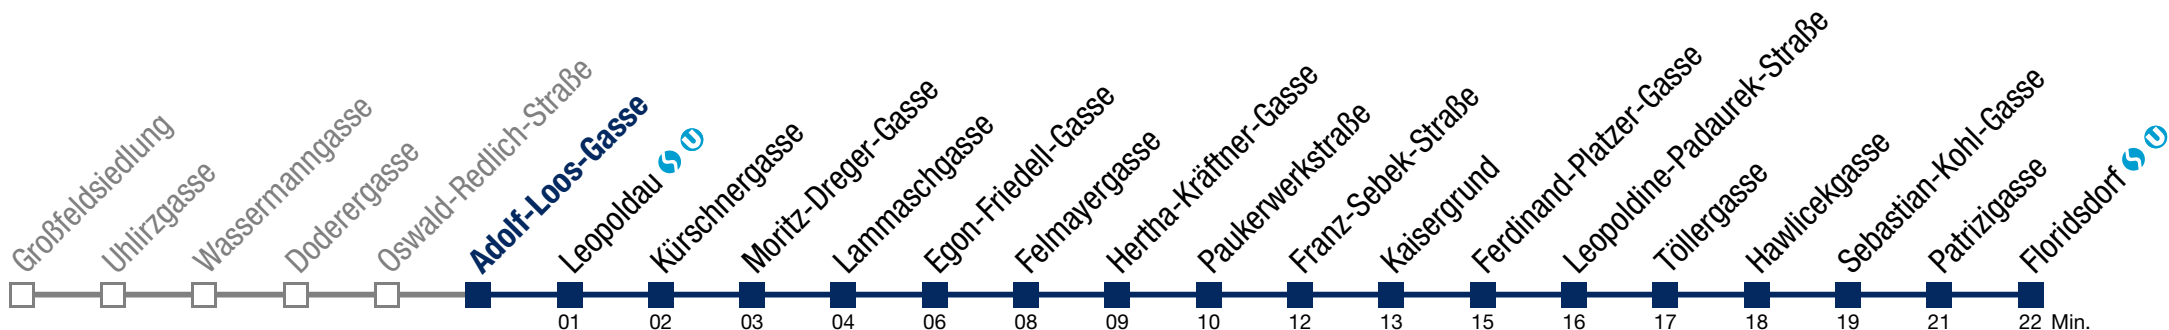 Großfeldsiedlung
Uhlirzgasse
Wassermanngasse
Doderergasse
Oswald-Redlich-Straße
Adolf-Loos-Gasse
Leopoldau S U
Kürschnergasse
Moritz-Dreger-Gasse
Lammaschgasse
Egon-Friedell-Gasse
Felmayergasse
Hertha-Kräftner-Gasse
Paukerwerkstraße
Franz-Sebek-Straße
Kaisergrund
Ferdinand-Platzer-Gasse
Leopoldine-Padaurek-Straße
Töllergasse
Hawlicekgasse
Sebastian-Kohl-Gasse
Patrizigasse
Floridsdorf S U
01 02 03 04 06 08 09 10 12 13 15 16 17 18 19 21 22 Min.